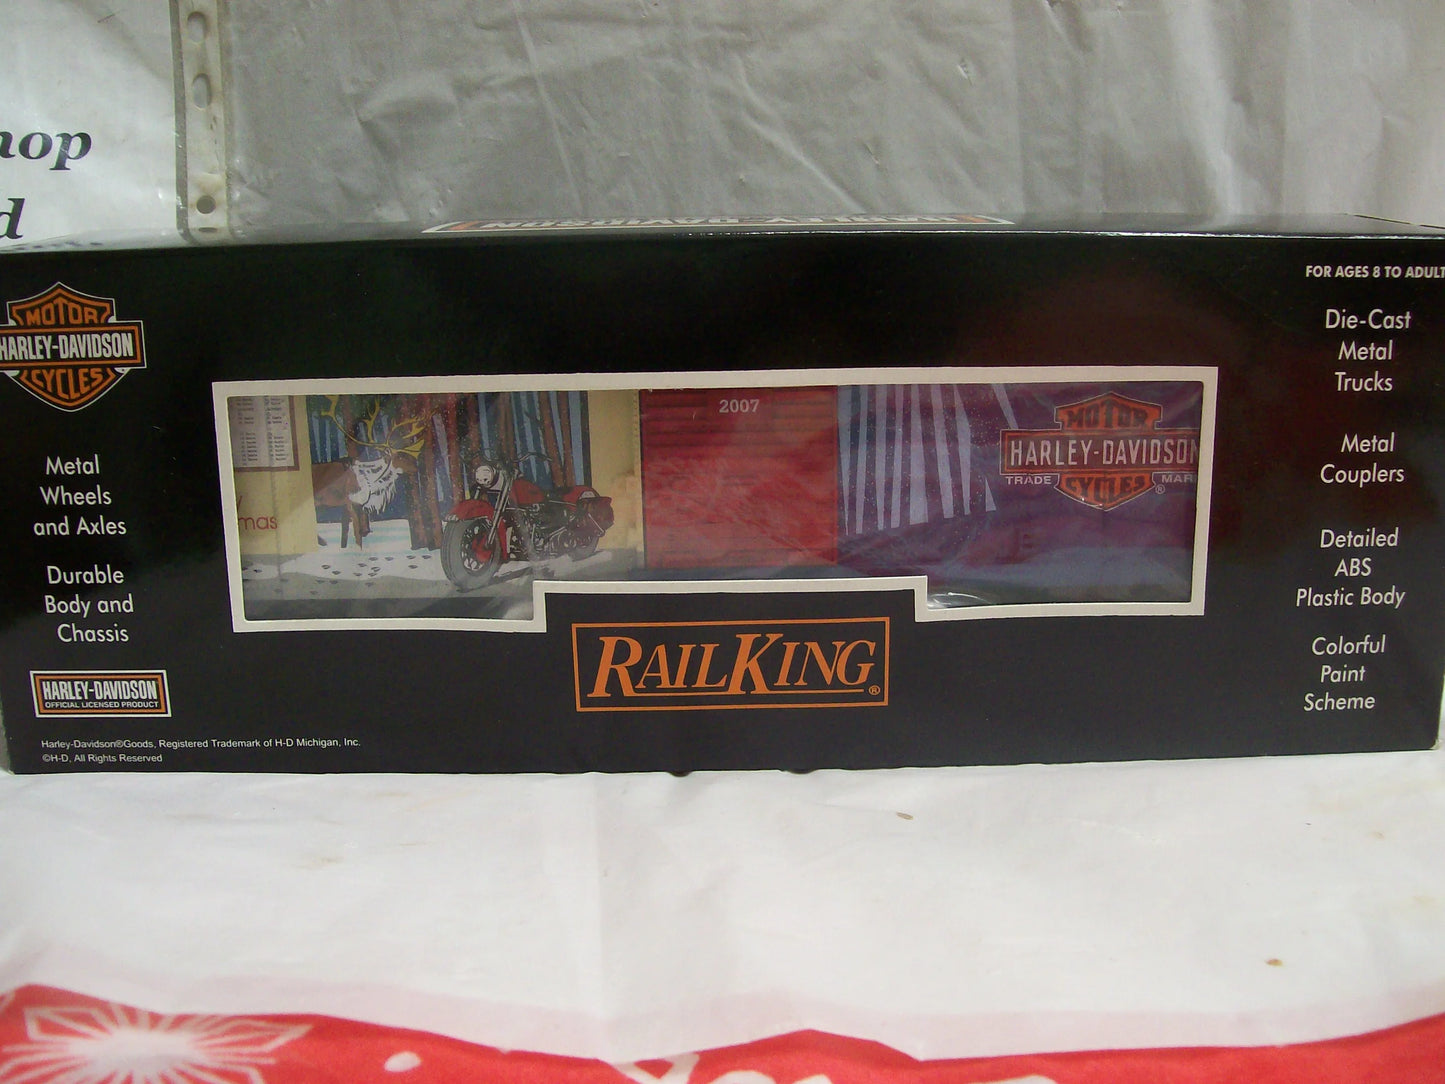 FOR AGES 8 TO ADULT
MOTOR
HARLEY-DAVIDSON
CYCLES
Metal
Wheels
and Axles
Durable
Body and
Chassis
HARLEY-DAVIDSON
OFFICIAL LICENSED PRODUCT
Harley-Davidson®Goods, Registered Trademark of H-D Michigan, Inc.
©H-D, All Rights Reserved
mas
2007
MOTOR
HARLEY-DAVIDSON
TRADE MAR
CYCLES®
RAILKING®
Die-Cast
Metal
Trucks
Metal
Couplers
Detailed
ABS
Plastic Body
Colorful
Paint
Scheme